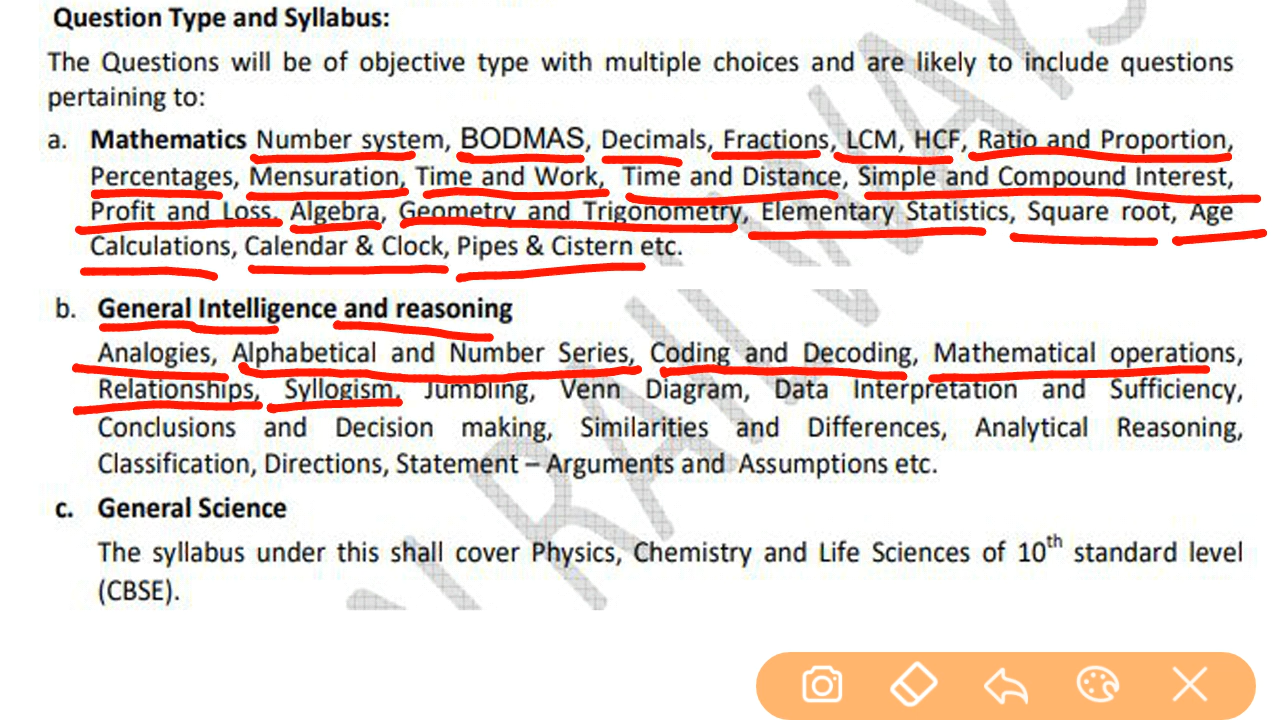 Question Type and Syllabus:
The Questions will be of objective type with multiple choices and are likely to include questions
pertaining to:
a. Mathematics Number system, BODMAS, Decimals, Fractions, LCM, HCF, Ratio and Proportion,
Percentages, Mensuration, Time and Work, Time and Distance, Simple and Compound Interest,
Profit and Loss, Algebra, Geometry and Trigonometry, Elementary Statistics, Square root, Age
Calculations, Calendar & Clock, Pipes & Cistern etc.
b. General Intelligence and reasoning
Analogies, Alphabetical and Number Series, Coding and Decoding, Mathematical operations,
Relationships, Syllogism, Jumbling, Venn Diagram, Data Interpretation and Sufficiency,
Conclusions and Decision making, Similarities and Differences, Analytical Reasoning,
Classification, Directions, Statement – Arguments and Assumptions etc.
c. General Science
The syllabus under this shall cover Physics, Chemistry and Life Sciences of 10th standard level
(CBSE).